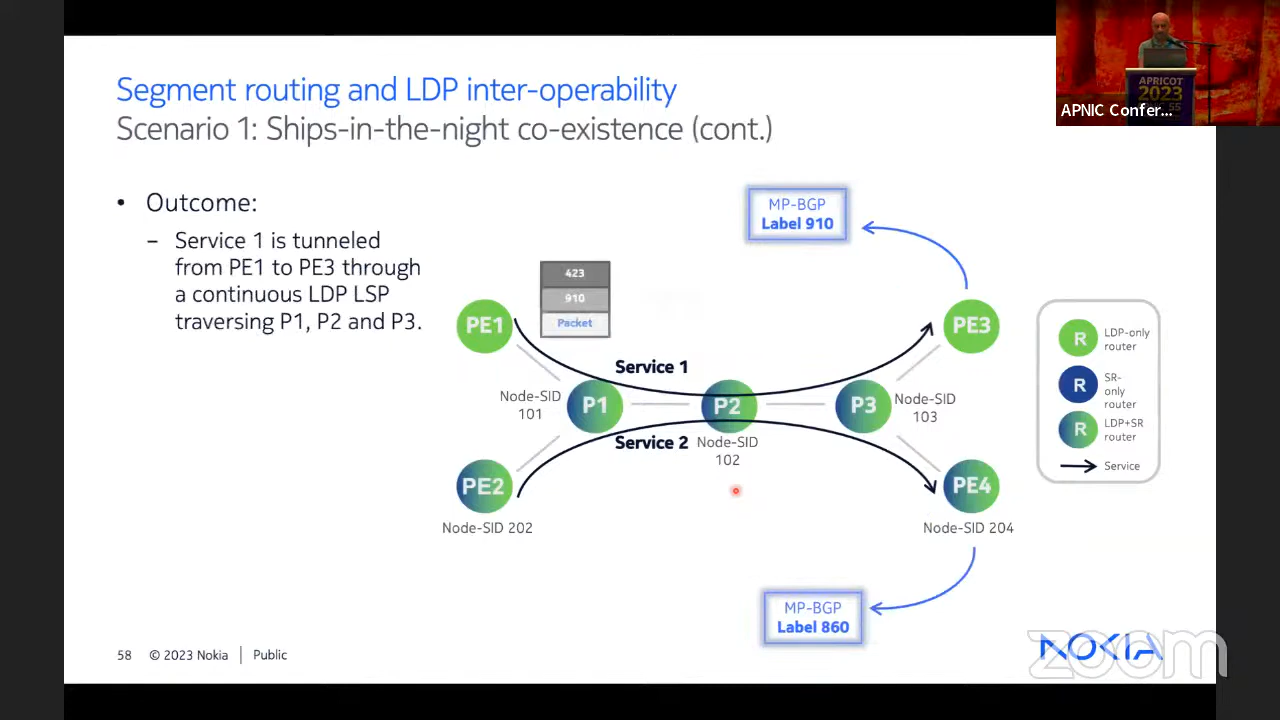 Segment routing and LDP inter-operability
Scenario 1: Ships-in-the-night co-existence (cont.)
• Outcome:
– Service 1 is tunneled
from PE1 to PE3 through
a continuous LDP LSP
traversing P1, P2 and P3.
MP-BGP
Label 910
423
910
Packet
PE1
PE3
Service 1
Node-SID
101
P1
P2
P3
Node-SID
103
Service 2
Node-SID
102
PE2
PE4
Node-SID 202
Node-SID 204
MP-BGP
Label 860
R
LDP-only
router
R
SR-
only
router
R
LDP+SR
router
Service
58
© 2023 Nokia
Public
NOKIA
zoom
APRICOT
2023
APNIC Confer...